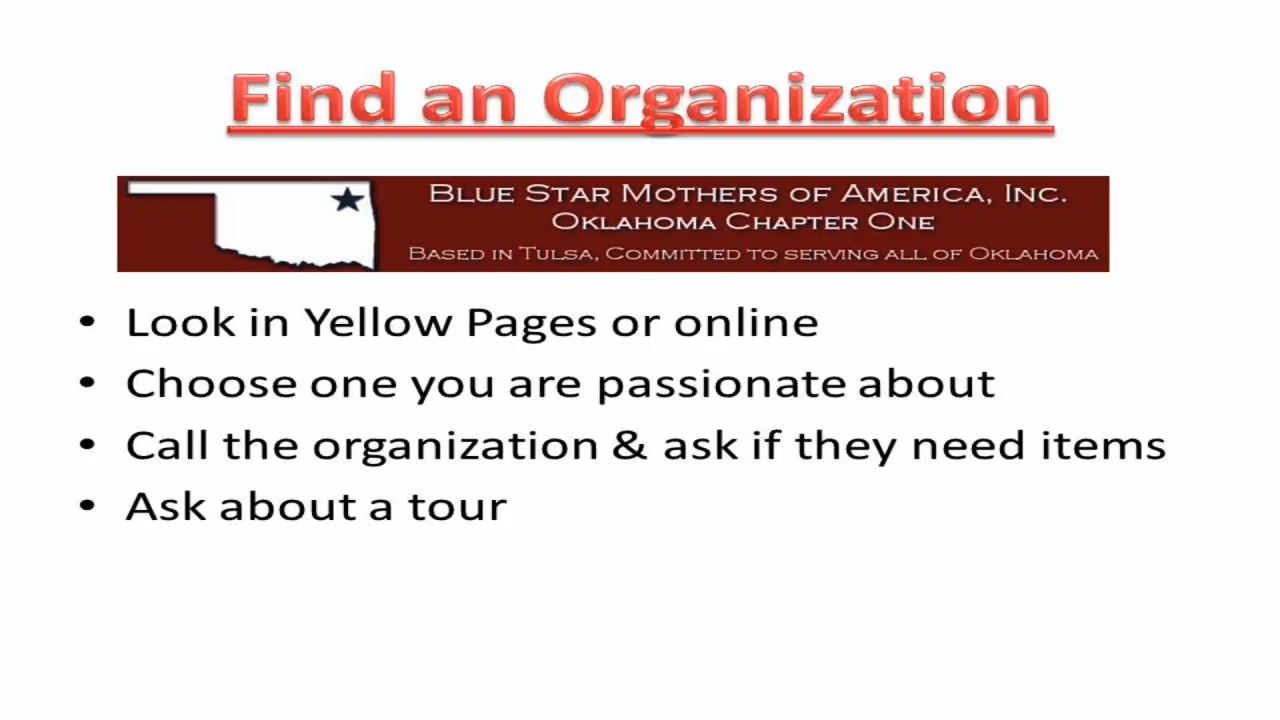 Find an Organization
Blue Star Mothers of America, Inc.
Oklahoma Chapter One
Based in Tulsa, Committed to serving all of Oklahoma
• Look in Yellow Pages or online
• Choose one you are passionate about
• Call the organization & ask if they need items
• Ask about a tour